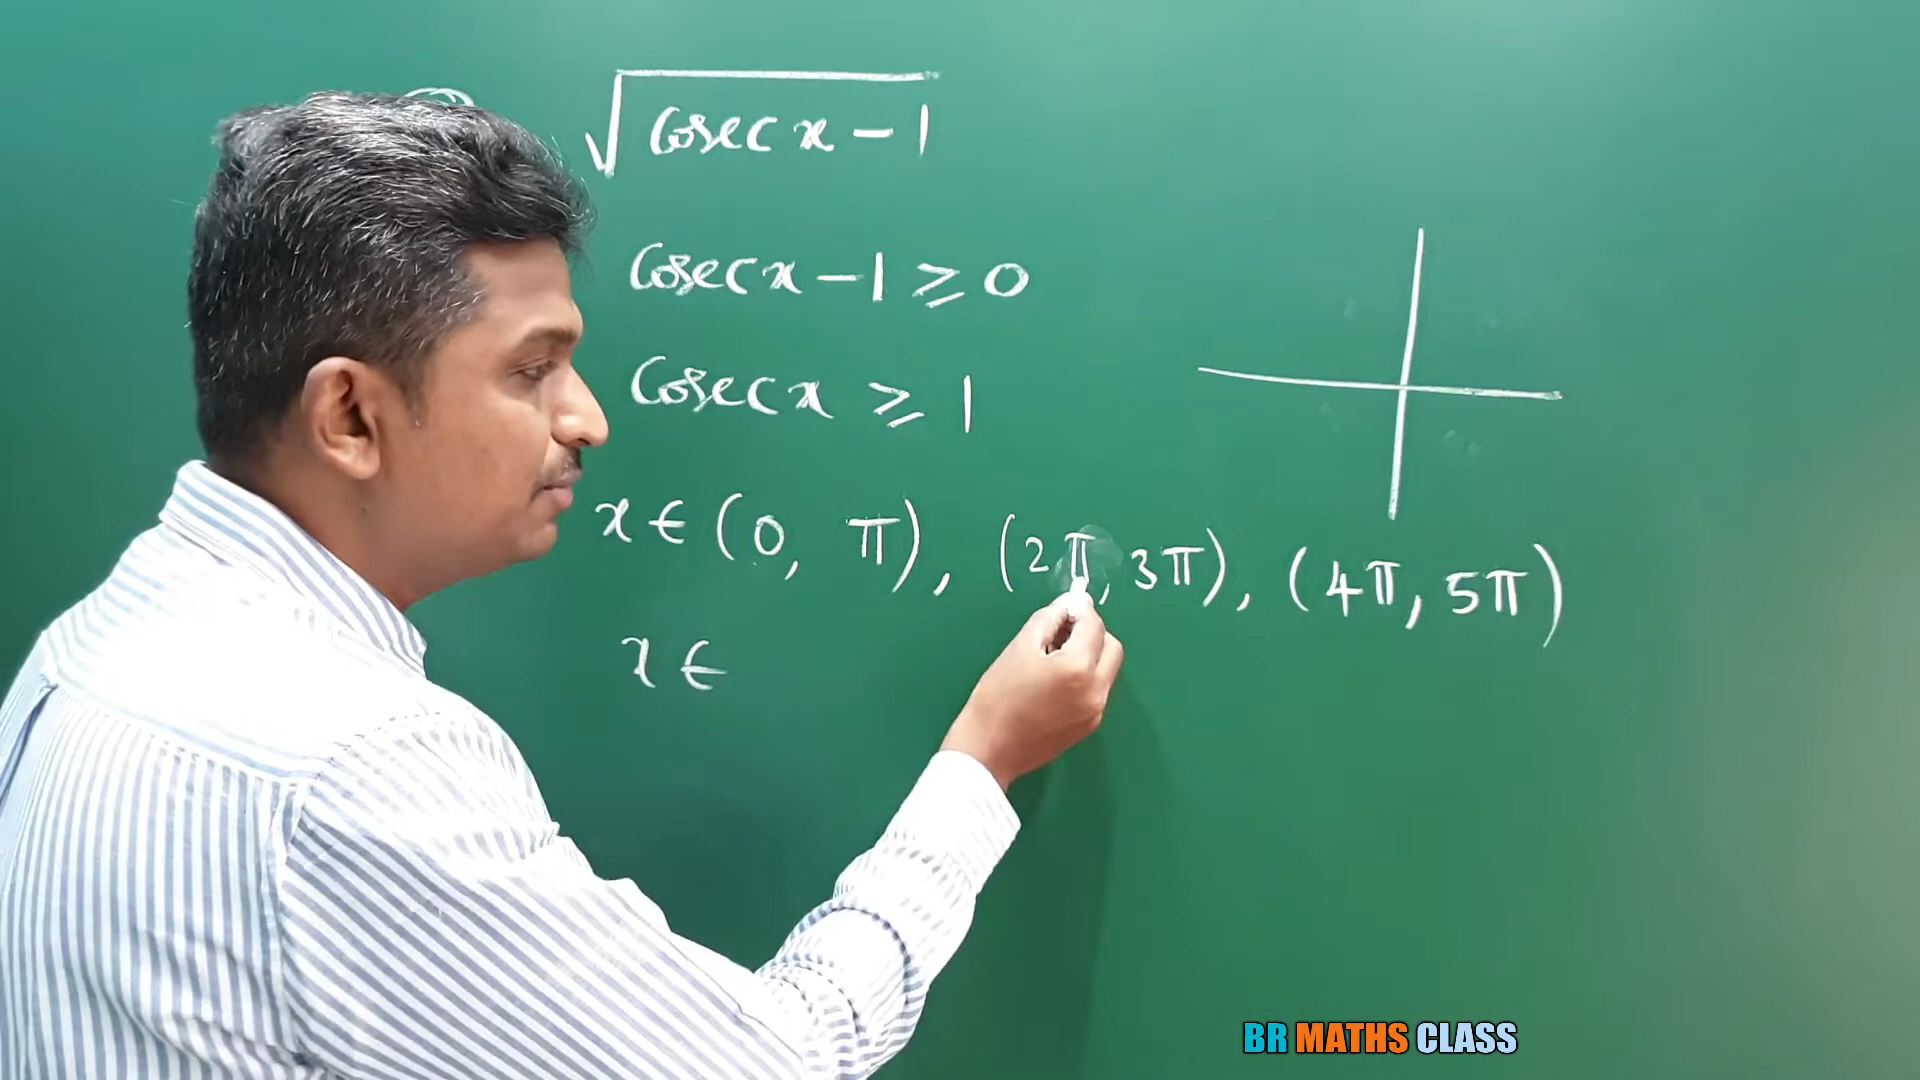 √(Cosec x − 1)
Cosec x − 1 ≥ 0
Cosec x ≥ 1
x ∈ (0, π), (2π, 3π), (4π, 5π)
x ∈
BR MATHS CLASS